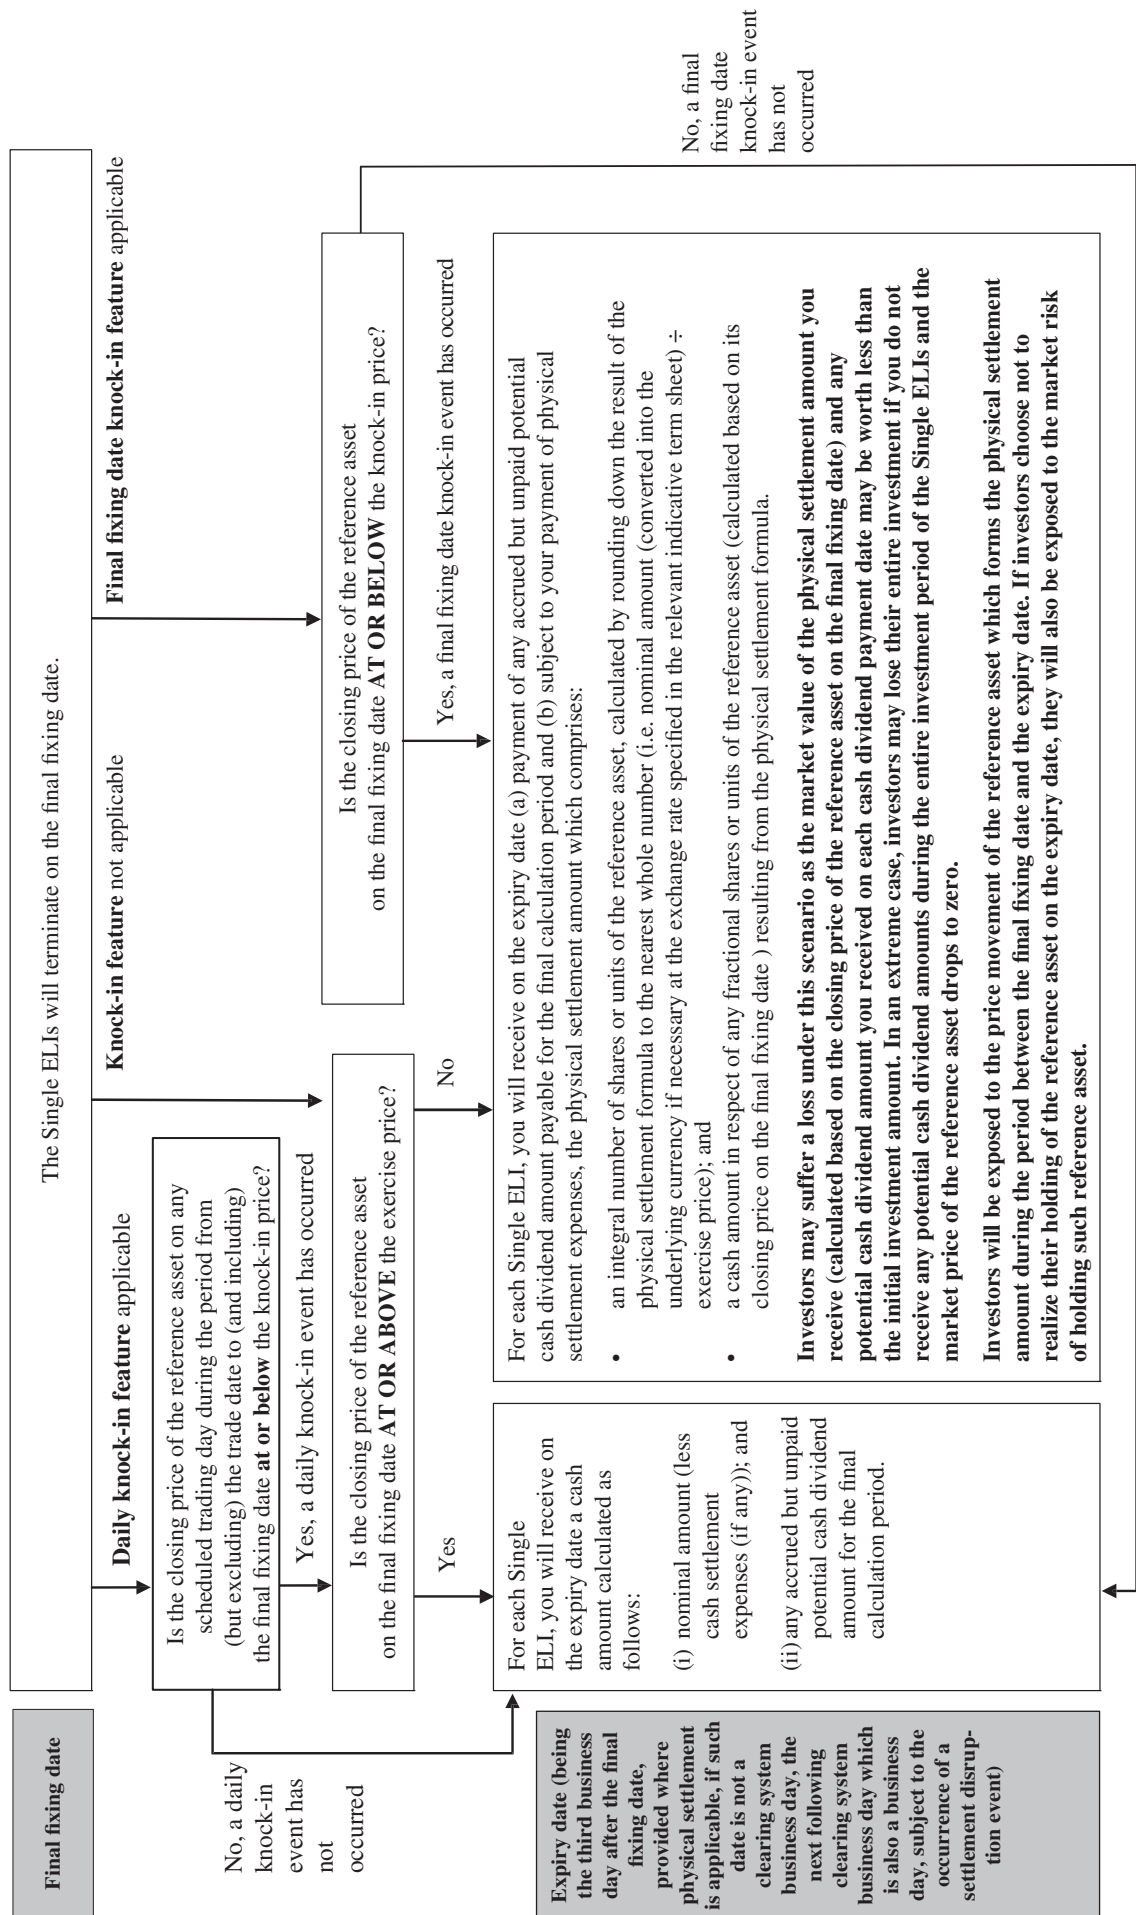 Final fixing date
The Single ELIs will terminate on the final fixing date.
Daily knock-in feature applicable
Knock-in feature not applicable
Final fixing date knock-in feature applicable
Is the closing price of the reference asset on any
scheduled trading day during the period from
(but excluding) the trade date to (and including)
the final fixing date at or below the knock-in price?
No, a daily
knock-in
event has
not
occurred
Yes, a daily knock-in event has occurred
Is the closing price of the reference asset
on the final fixing date AT OR ABOVE the exercise price?
Is the closing price of the reference asset
on the final fixing date AT OR BELOW the knock-in price?
No, a final
fixing date
knock-in event
has not
occurred
Yes
No
Yes, a final fixing date knock-in event has occurred
Expiry date (being
the third business
day after the final
fixing date,
provided where
physical settlement
is applicable, if such
date is not a
clearing system
business day, the
next following
clearing system
business day which
is also a business
day, subject to the
occurrence of a
settlement disrup-
tion event)
For each Single
ELI, you will receive on
the expiry date a cash
amount calculated as
follows:
(i) nominal amount (less
cash settlement
expenses (if any)); and
(ii) any accrued but unpaid
potential cash dividend
amount for the final
calculation period.
For each Single ELI, you will receive on the expiry date (a) payment of any accrued but unpaid potential
cash dividend amount payable for the final calculation period and (b) subject to your payment of physical
settlement expenses, the physical settlement amount which comprises:
• an integral number of shares or units of the reference asset, calculated by rounding down the result of the
physical settlement formula to the nearest whole number (i.e. nominal amount (converted into the
underlying currency if necessary at the exchange rate specified in the relevant indicative term sheet) ÷
exercise price); and
• a cash amount in respect of any fractional shares or units of the reference asset (calculated based on its
closing price on the final fixing date ) resulting from the physical settlement formula.
Investors may suffer a loss under this scenario as the market value of the physical settlement amount you
receive (calculated based on the closing price of the reference asset on the final fixing date) and any
potential cash dividend amount you received on each cash dividend payment date may be worth less than
the initial investment amount. In an extreme case, investors may lose their entire investment if you do not
receive any potential cash dividend amounts during the entire investment period of the Single ELIs and the
market price of the reference asset drops to zero.
Investors will be exposed to the price movement of the reference asset which forms the physical settlement
amount during the period between the final fixing date and the expiry date. If investors choose not to
realize their holding of the reference asset on the expiry date, they will also be exposed to the market risk
of holding such reference asset.